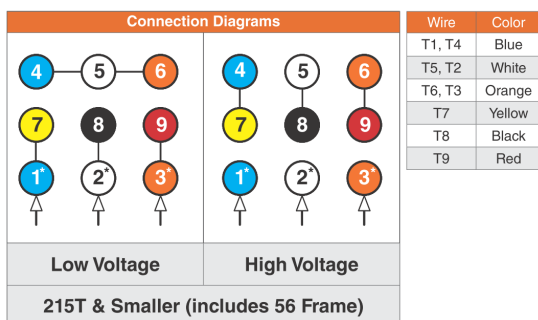 Connection Diagrams
4 5 6 4 5 6
7 8 9 7 8 9
1* 2* 3* 1* 2* 3*
Low Voltage High Voltage
215T & Smaller (includes 56 Frame)
Wire Color
T1, T4 Blue
T5, T2 White
T6, T3 Orange
T7 Yellow
T8 Black
T9 Red